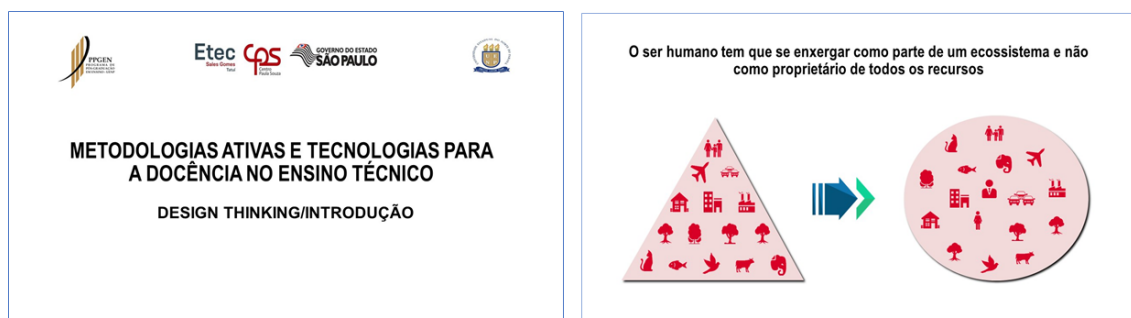 PPGEN
PROGRAMA DE
Etec
Sales Gomes
Tatuí
CPS
Centro
Paula Souza
GOVERNO DO ESTADO
SÃO PAULO
METODOLOGIAS ATIVAS E TECNOLOGIAS PARA
A DOCÊNCIA NO ENSINO TÉCNICO
DESIGN THINKING/INTRODUÇÃO
O ser humano tem que se enxergar como parte de um ecossistema e não
como proprietário de todos os recursos